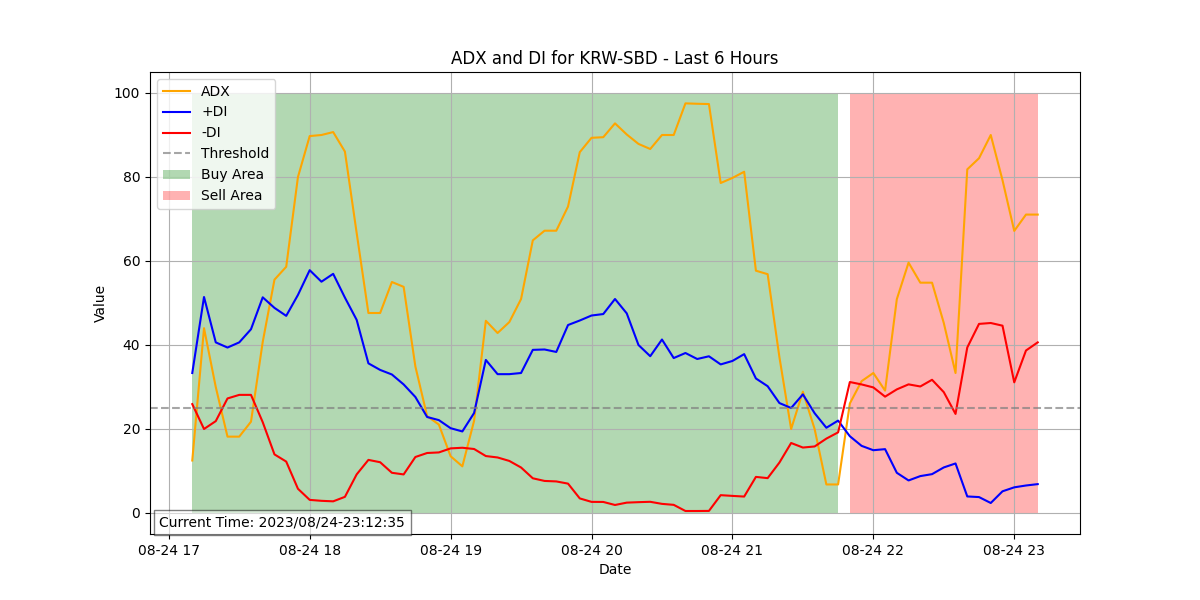 ADX and DI for KRW-SBD - Last 6 Hours
ADX
+DI
-DI
Threshold
Buy Area
Sell Area
100
80
60
40
20
0
Value
Current Time: 2023/08/24-23:12:35
08-24 17
08-24 18
08-24 19
08-24 20
08-24 21
08-24 22
08-24 23
Date